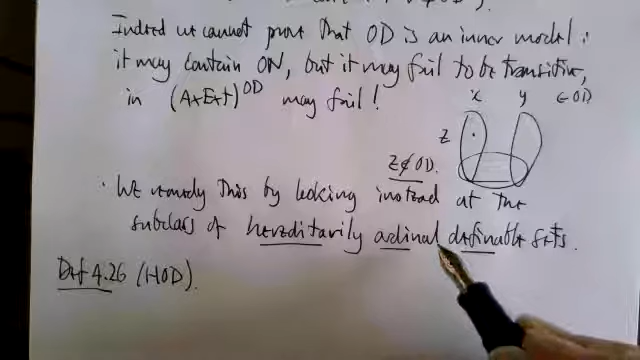 Indeed we cannot prove that OD is an inner model :
it may contain ON, but it may fail to be transitive,
in (AxExt)^OD may fail!
x y ∈ OD
z
z ∉ OD.
· We remedy this by looking instead at the
subclass of hereditarily ordinal definable sets.
Def 4.26 (HOD).